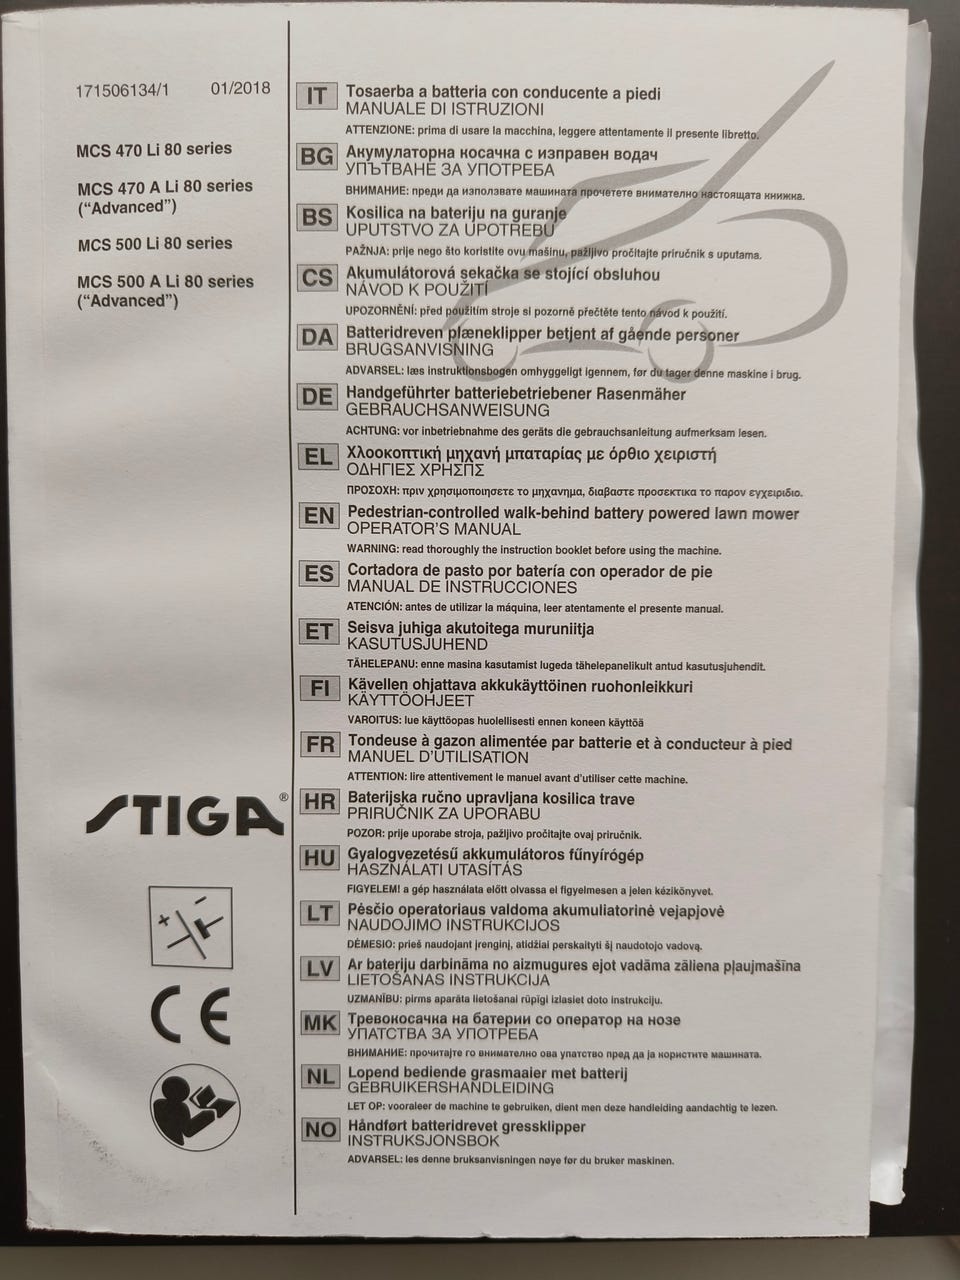 171506134/1 01/2018
MCS 470 Li 80 series
MCS 470 A Li 80 series
(“Advanced”)
MCS 500 Li 80 series
MCS 500 A Li 80 series
(“Advanced”)
STIGA®
+ -
CE
IT Tosaerba a batteria con conducente a piedi
MANUALE DI ISTRUZIONI
ATTENZIONE: prima di usare la macchina, leggere attentamente il presente libretto.
BG Акумулаторна косачка с изправен водач
УПЪТВАНЕ ЗА УПОТРЕБА
ВНИМАНИЕ: преди да използвате машината прочетете внимателно настоящата книжка.
BS Kosilica na bateriju na guranje
UPUTSTVO ZA UPOTREBU
PAŽNJA: prije nego što koristite ovu mašinu, pažljivo pročitajte priručnik s uputama.
CS Akumulátorová sekačka se stojící obsluhou
NÁVOD K POUŽITÍ
UPOZORNĚNÍ: před použitím stroje si pozorně přečtěte tento návod k použití.
DA Batteridreven plæneklipper betjent af gående personer
BRUGSANVISNING
ADVARSEL: læs instruktionsbogen omhyggeligt igennem, før du tager denne maskine i brug.
DE Handgeführter batteriebetriebener Rasenmäher
GEBRAUCHSANWEISUNG
ACHTUNG: vor inbetriebnahme des geräts die gebrauchsanleitung aufmerksam lesen.
EL Χλοοκοπτική μηχανή μπαταρίας με όρθιο χειριστή
ΟΔΗΓΙΕΣ ΧΡΗΣΗΣ
ΠΡΟΣΟΧΗ: πριν χρησιμοποιησετε το μηχανημα, διαβαστε προσεκτικα το παρον εγχειριδιο.
EN Pedestrian-controlled walk-behind battery powered lawn mower
OPERATOR’S MANUAL
WARNING: read thoroughly the instruction booklet before using the machine.
ES Cortadora de pasto por batería con operador de pie
MANUAL DE INSTRUCCIONES
ATENCIÓN: antes de utilizar la máquina, leer atentamente el presente manual.
ET Seisva juhiga akutoitega muruniitja
KASUTUSJUHEND
TÄHELEPANU: enne masina kasutamist lugeda tähelepanelikult antud kasutusjuhendit.
FI Kävellen ohjattava akkukäyttöinen ruohonleikkuri
KÄYTTÖOHJEET
VAROITUS: lue käyttöopas huolellisesti ennen koneen käyttöä
FR Tondeuse à gazon alimentée par batterie et à conducteur à pied
MANUEL D’UTILISATION
ATTENTION: lire attentivement le manuel avant d’utiliser cette machine.
HR Baterijska ručno upravljana kosilica trave
PRIRUČNIK ZA UPORABU
POZOR: prije uporabe stroja, pažljivo pročitajte ovaj priručnik.
HU Gyalogvezetésű akkumulátoros fűnyírógép
HASZNÁLATI UTASÍTÁS
FIGYELEM! a gép használata előtt olvassa el figyelmesen a jelen kézikönyvet.
LT Pėsčio operatoriaus valdoma akumuliatorinė vejapjovė
NAUDOJIMO INSTRUKCIJOS
DĖMESIO: prieš naudojant įrenginį, atidžiai perskaityti šį naudotojo vadovą.
LV Ar bateriju darbināma no aizmugures ejot vadāma zāliena pļaujmašīna
LIETOŠANAS INSTRUKCIJA
UZMANĪBU: pirms aparāta lietošanai rūpīgi izlasiet doto instrukciju.
MK Тревокосачка на батерии со оператор на нозе
УПАТСТВА ЗА УПОТРЕБА
ВНИМАНИЕ: прочитајте го внимателно ова упатство пред да ја користите машината.
NL Lopend bediende grasmaaier met batterij
GEBRUIKERSHANDLEIDING
LET OP: vooraleer de machine te gebruiken, dient men deze handleiding aandachtig te lezen.
NO Håndført batteridrevet gressklipper
INSTRUKSJONSBOK
ADVARSEL: les denne bruksanvisningen nøye før du bruker maskinen.